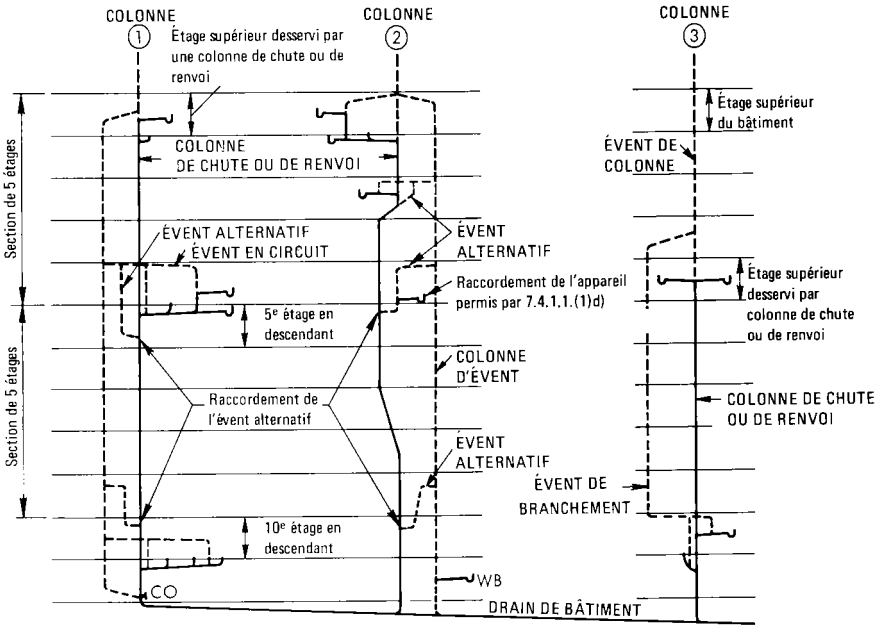 COLONNE
1
COLONNE
2
COLONNE
3
Étage supérieur desservi par
une colonne de chute ou de
renvoi
Étage supérieur
du bâtiment
COLONNE
DE CHUTE OU DE RENVOI
ÉVENT DE
COLONNE
Section de 5 étages
ÉVENT ALTERNATIF
ÉVENT EN CIRCUIT
ÉVENT
ALTERNATIF
Raccordement de l'appareil
permis par 7.4.1.1.(1)d)
Étage supérieur
desservi par
colonne de chute
ou de renvoi
5e étage en
descendant
COLONNE
D'ÉVENT
Section de 5 étages
Raccordement de
l'évent alternatif
COLONNE DE CHUTE
OU DE RENVOI
ÉVENT
ALTERNATIF
ÉVENT DE
BRANCHEMENT
10e étage en
descendant
CO
WB
DRAIN DE BÂTIMENT